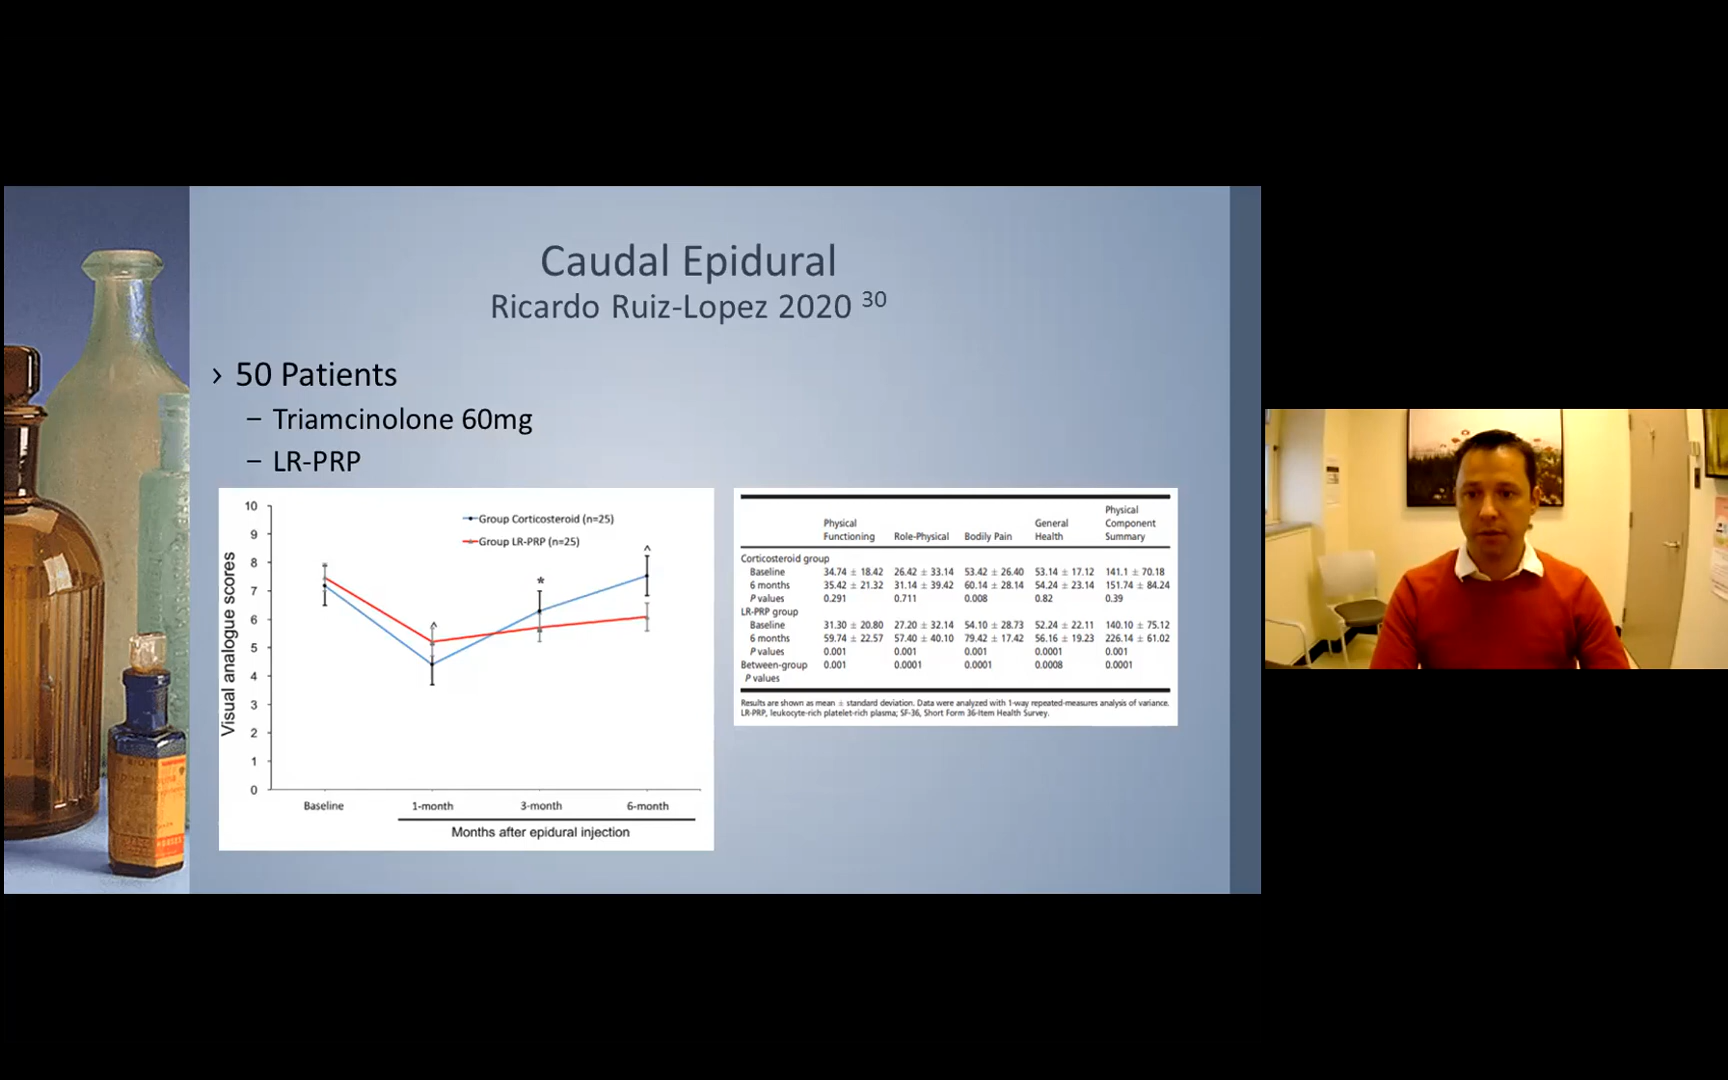 Caudal Epidural
Ricardo Ruiz-Lopez 2020 30
› 50 Patients
– Triamcinolone 60mg
– LR-PRP
10
9
8
7
6
5
4
3
2
1
0
Visual analogue scores
Group Corticosteroid (n=25)
Group LR-PRP (n=25)
^
*
^
Baseline 1-month 3-month 6-month
Months after epidural injection
Physical Functioning Role-Physical Bodily Pain General Health Physical Component Summary
Corticosteroid group
Baseline 34.74 ± 18.42 26.42 ± 33.14 53.42 ± 26.40 53.14 ± 17.12 141.1 ± 70.18
6 months 35.42 ± 21.32 31.14 ± 39.42 60.14 ± 28.14 54.24 ± 23.14 151.74 ± 84.24
P values 0.291 0.711 0.008 0.82 0.39
LR-PRP group
Baseline 31.30 ± 20.80 27.20 ± 32.14 54.10 ± 28.73 52.24 ± 22.11 140.10 ± 75.12
6 months 59.74 ± 22.57 57.40 ± 40.10 79.42 ± 17.42 56.16 ± 19.23 226.14 ± 61.02
P values 0.001 0.001 0.001 0.0001 0.001
Between-group 0.001 0.0001 0.0001 0.0008 0.0001
P values
Results are shown as mean ± standard deviation. Data were analyzed with 1-way repeated-measures analysis of variance.
LR-PRP, leukocyte-rich platelet-rich plasma; SF-36, Short Form 36-Item Health Survey.